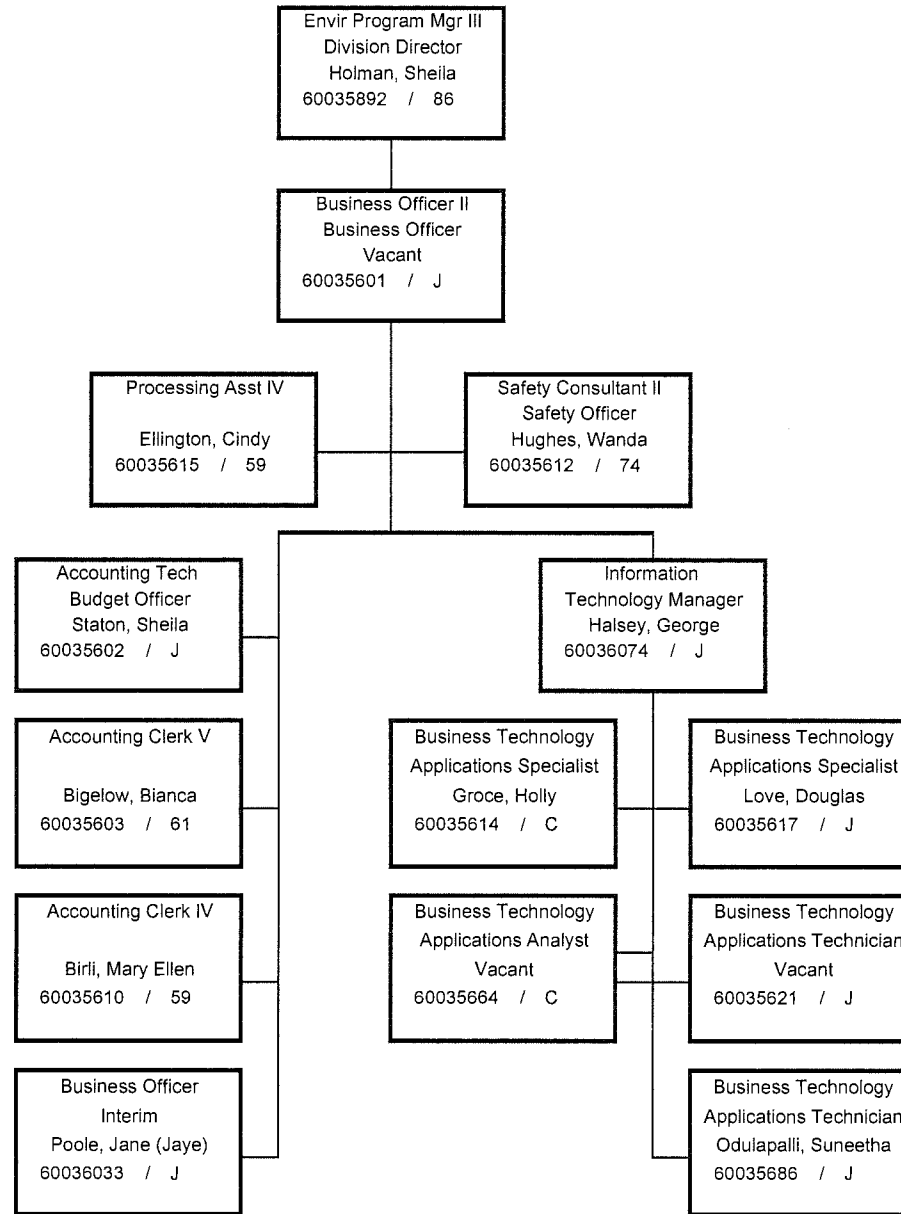 Envir Program Mgr III
Division Director
Holman, Sheila
60035892 / 86
Business Officer II
Business Officer
Vacant
60035601 / J
Processing Asst IV
Ellington, Cindy
60035615 / 59
Safety Consultant II
Safety Officer
Hughes, Wanda
60035612 / 74
Accounting Tech
Budget Officer
Staton, Sheila
60035602 / J
Information
Technology Manager
Halsey, George
60036074 / J
Accounting Clerk V
Bigelow, Bianca
60035603 / 61
Business Technology
Applications Specialist
Groce, Holly
60035614 / C
Business Technology
Applications Specialist
Love, Douglas
60035617 / J
Accounting Clerk IV
Birli, Mary Ellen
60035610 / 59
Business Technology
Applications Analyst
Vacant
60035664 / C
Business Technology
Applications Technician
Vacant
60035621 / J
Business Officer
Interim
Poole, Jane (Jaye)
60036033 / J
Business Technology
Applications Technician
Odulapalli, Suneetha
60035686 / J